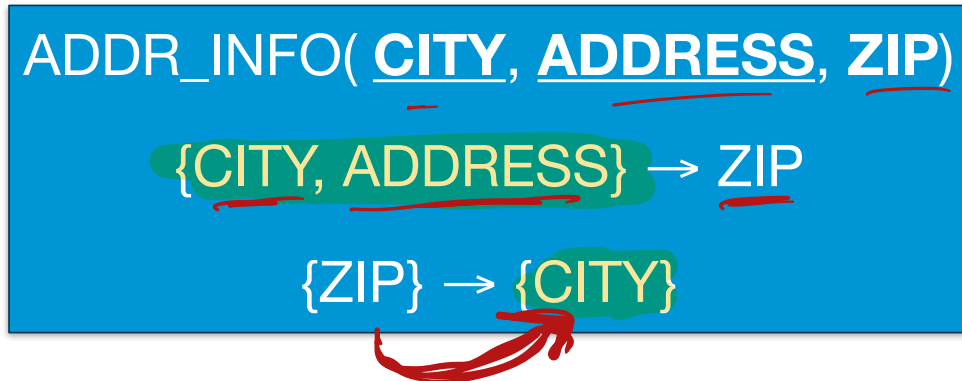 ADDR_INFO( CITY, ADDRESS, ZIP)
{CITY, ADDRESS} → ZIP
{ZIP} → {CITY}